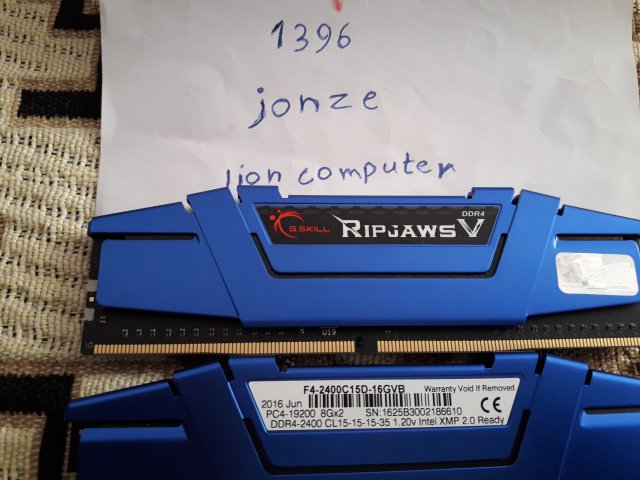 1396
jonze
lion computer
G.SKILL RIPJAWS V DDR4
U19
F4-2400C15D-16GVB Warranty Void If Removed
2016 Jun
PC4-19200 8Gx2 SN:1625B3002186610 CE
DDR4-2400 CL15-15-15-35 1.20v Intel XMP 2.0 Ready